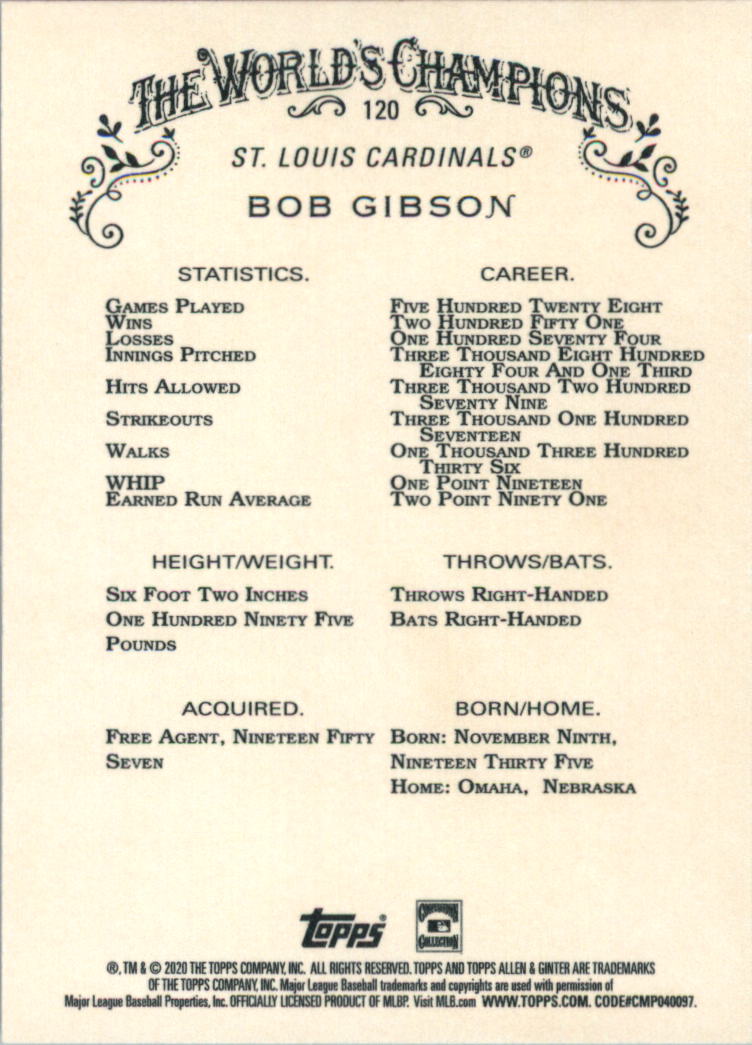 THE WORLD'S CHAMPIONS
120
ST. LOUIS CARDINALS®
BOB GIBSON
STATISTICS. CAREER.
GAMES PLAYED FIVE HUNDRED TWENTY EIGHT
WINS TWO HUNDRED FIFTY ONE
LOSSES ONE HUNDRED SEVENTY FOUR
INNINGS PITCHED THREE THOUSAND EIGHT HUNDRED
EIGHTY FOUR AND ONE THIRD
HITS ALLOWED THREE THOUSAND TWO HUNDRED
SEVENTY NINE
STRIKEOUTS THREE THOUSAND ONE HUNDRED
SEVENTEEN
WALKS ONE THOUSAND THREE HUNDRED
THIRTY SIX
WHIP ONE POINT NINETEEN
EARNED RUN AVERAGE TWO POINT NINETY ONE
HEIGHT/WEIGHT. THROWS/BATS.
SIX FOOT TWO INCHES THROWS RIGHT-HANDED
ONE HUNDRED NINETY FIVE BATS RIGHT-HANDED
POUNDS
ACQUIRED. BORN/HOME.
FREE AGENT, NINETEEN FIFTY BORN: NOVEMBER NINTH,
SEVEN NINETEEN THIRTY FIVE
HOME: OMAHA, NEBRASKA
Topps® COOPERSTOWN COLLECTION
®, TM & © 2020 THE TOPPS COMPANY, INC. ALL RIGHTS RESERVED. TOPPS AND TOPPS ALLEN & GINTER ARE TRADEMARKS
OF THE TOPPS COMPANY, INC. Major League Baseball trademarks and copyrights are used with permission of
Major League Baseball Properties, Inc. OFFICIALLY LICENSED PRODUCT OF MLBP. Visit MLB.com WWW.TOPPS.COM. CODE#CMP040097.